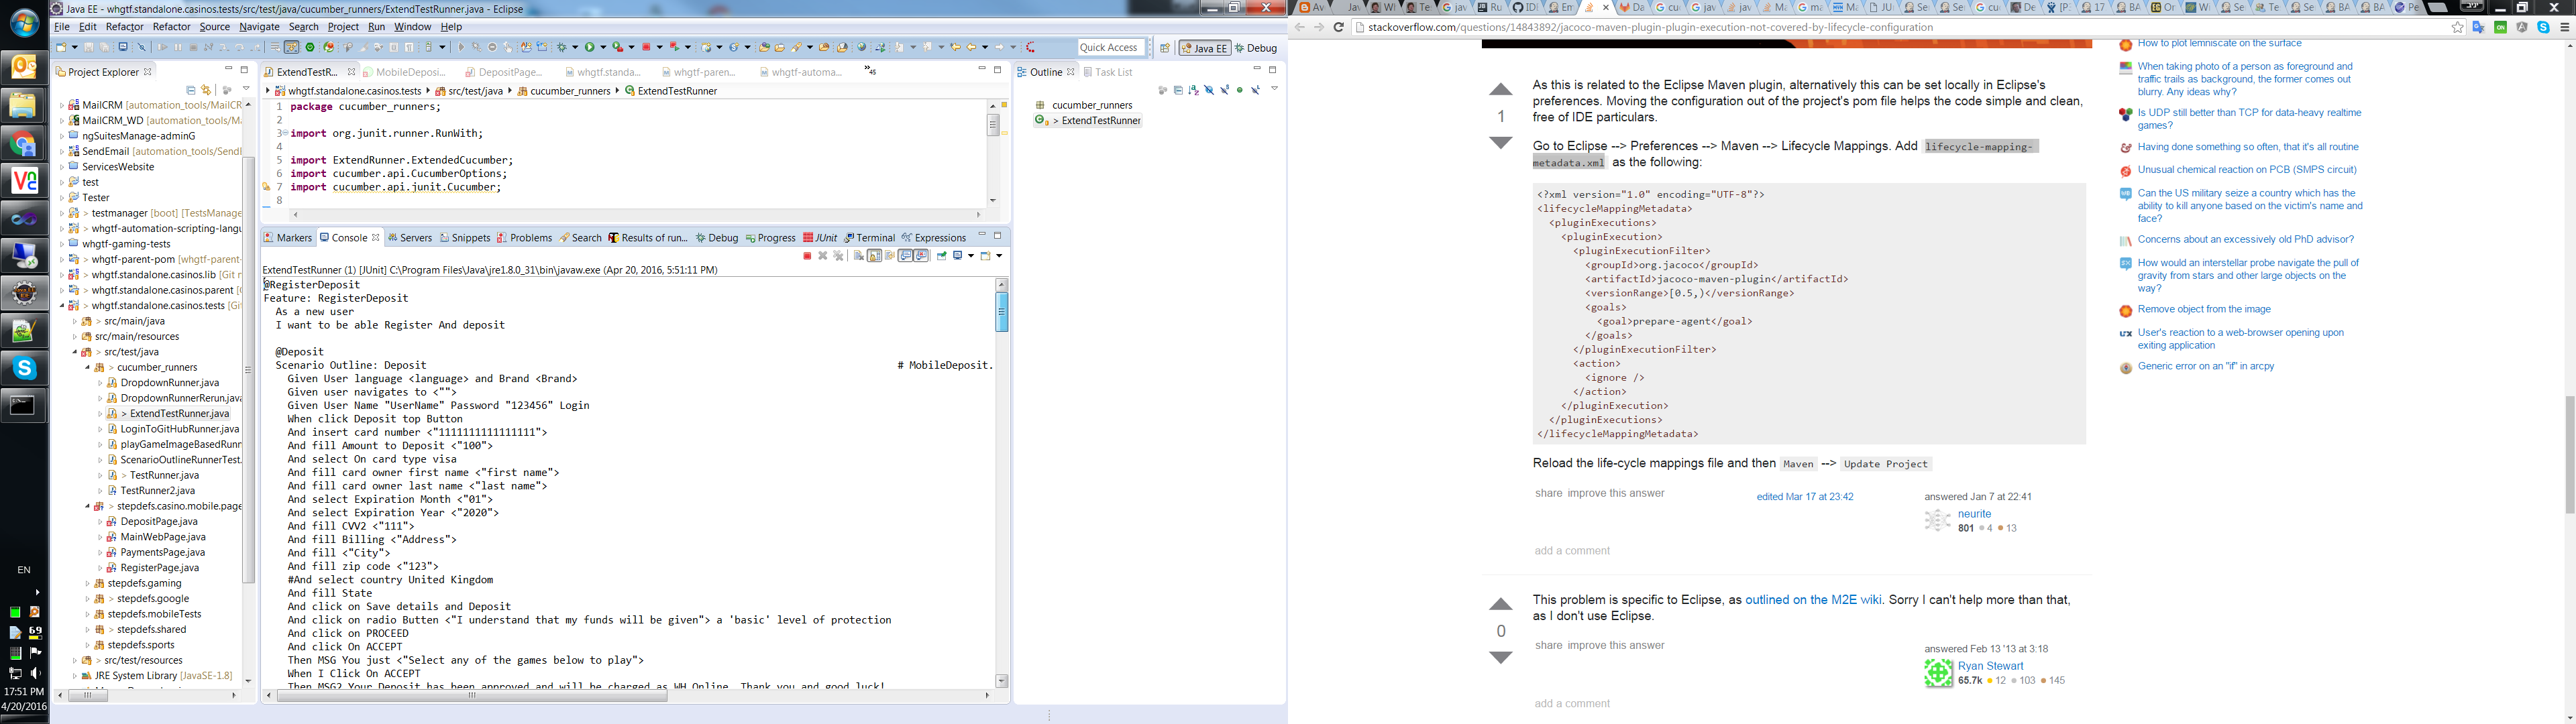 Java EE - whgtf.standalone.casinos.tests/src/test/java/cucumber_runners/ExtendTestRunner.java - Eclipse
File Edit Refactor Source Navigate Search Project Run Window Help
Quick Access
Java EE
Debug
Project Explorer
MailCRM [automation_tools/MailCR
MailCRM_WD [automation_tools/Ma
ngSuitesManage-adminG
SendEmail [automation_tools/SendI
ServicesWebsite
test
Tester
> testmanager [boot] [TestsManage
> whgtf-automation-scripting-langu
whgtf-gaming-tests
> whgtf-parent-pom [whgtf-parent-
> whgtf.standalone.casinos.lib [Git r
> whgtf.standalone.casinos.parent [
> whgtf.standalone.casinos.tests [Gi
> src/main/java
src/main/resources
> src/test/java
> cucumber_runners
DropdownRunner.java
DropdownRunnerRerun.java
> ExtendTestRunner.java
LoginToGitHubRunner.java
playGameImageBasedRunn
ScenarioOutlineRunnerTest.
> TestRunner.java
TestRunner2.java
> stepdefs.casino.mobile.page
DepositPage.java
MainWebPage.java
PaymentsPage.java
RegisterPage.java
stepdefs.gaming
> stepdefs.google
stepdefs.mobileTests
> stepdefs.shared
stepdefs.sports
> src/test/resources
JRE System Library [JavaSE-1.8]
EN
69
17:51 PM
4/20/2016
ExtendTestR...
MobileDeposi...
DepositPage...
whgtf.standa...
whgtf-paren...
whgtf-automa...
»45
whgtf.standalone.casinos.tests
src/test/java
cucumber_runners
ExtendTestRunner
1 package cucumber_runners;
2
3 import org.junit.runner.RunWith;
4
5 import ExtendRunner.ExtendedCucumber;
6 import cucumber.api.CucumberOptions;
7 import cucumber.api.junit.Cucumber;
8
Outline
Task List
cucumber_runners
> ExtendTestRunner
Markers Console Servers Snippets Problems Search Results of run... Debug Progress JUnit Terminal Expressions
ExtendTestRunner (1) [JUnit] C:\Program Files\Java\jre1.8.0_31\bin\javaw.exe (Apr 20, 2016, 5:51:11 PM)
@RegisterDeposit
Feature: RegisterDeposit
As a new user
I want to be able Register And deposit
@Deposit
Scenario Outline: Deposit # MobileDeposit.
Given User language <language> and Brand <Brand>
Given user navigates to <"">
Given User Name "UserName" Password "123456" Login
When click Deposit top Button
And insert card number <"1111111111111111">
And fill Amount to Deposit <"100">
And select On card type visa
And fill card owner first name <"first name">
And fill card owner last name <"last name">
And select Expiration Month <"01">
And select Expiration Year <"2020">
And fill CVV2 <"111">
And fill Billing <"Address">
And fill <"City">
And fill zip code <"123">
#And select country United Kingdom
And fill State
And click on Save details and Deposit
And click on radio Butten <"I understand that my funds will be given"> a 'basic' level of protection
And click on PROCEED
And click On ACCEPT
Then MSG You just <"Select any of the games below to play">
When I Click On ACCEPT
Then MSG2 Your Deposit has been approved and will be charged as WH Online. Thank you and good luck!
stackoverflow.com/questions/14843892/jacoco-maven-plugin-plugin-execution-not-covered-by-lifecycle-configuration
1
As this is related to the Eclipse Maven plugin, alternatively this can be set locally in Eclipse's
preferences. Moving the configuration out of the project's pom file helps the code simple and clean,
free of IDE particulars.
Go to Eclipse --> Preferences --> Maven --> Lifecycle Mappings. Add lifecycle-mapping-
metadata.xml as the following:
<?xml version="1.0" encoding="UTF-8"?>
<lifecycleMappingMetadata>
<pluginExecutions>
<pluginExecution>
<pluginExecutionFilter>
<groupId>org.jacoco</groupId>
<artifactId>jacoco-maven-plugin</artifactId>
<versionRange>[0.5,)</versionRange>
<goals>
<goal>prepare-agent</goal>
</goals>
</pluginExecutionFilter>
<action>
<ignore />
</action>
</pluginExecution>
</pluginExecutions>
</lifecycleMappingMetadata>
Reload the life-cycle mappings file and then Maven --> Update Project
share improve this answer
edited Mar 17 at 23:42
answered Jan 7 at 22:41
neurite
801 4 13
add a comment
0
This problem is specific to Eclipse, as outlined on the M2E wiki. Sorry I can't help more than that,
as I don't use Eclipse.
share improve this answer
answered Feb 13 '13 at 3:18
Ryan Stewart
65.7k 12 103 145
add a comment
How to plot lemniscate on the surface
When taking photo of a person as foreground and
traffic trails as background, the former comes out
blurry. Any ideas why?
Is UDP still better than TCP for data-heavy realtime
games?
Having done something so often, that it's all routine
Unusual chemical reaction on PCB (SMPS circuit)
Can the US military seize a country which has the
ability to kill anyone based on the victim's name and
face?
Concerns about an excessively old PhD advisor?
How would an interstellar probe navigate the pull of
gravity from stars and other large objects on the
way?
Remove object from the image
User's reaction to a web-browser opening upon
exiting application
Generic error on an "if" in arcpy